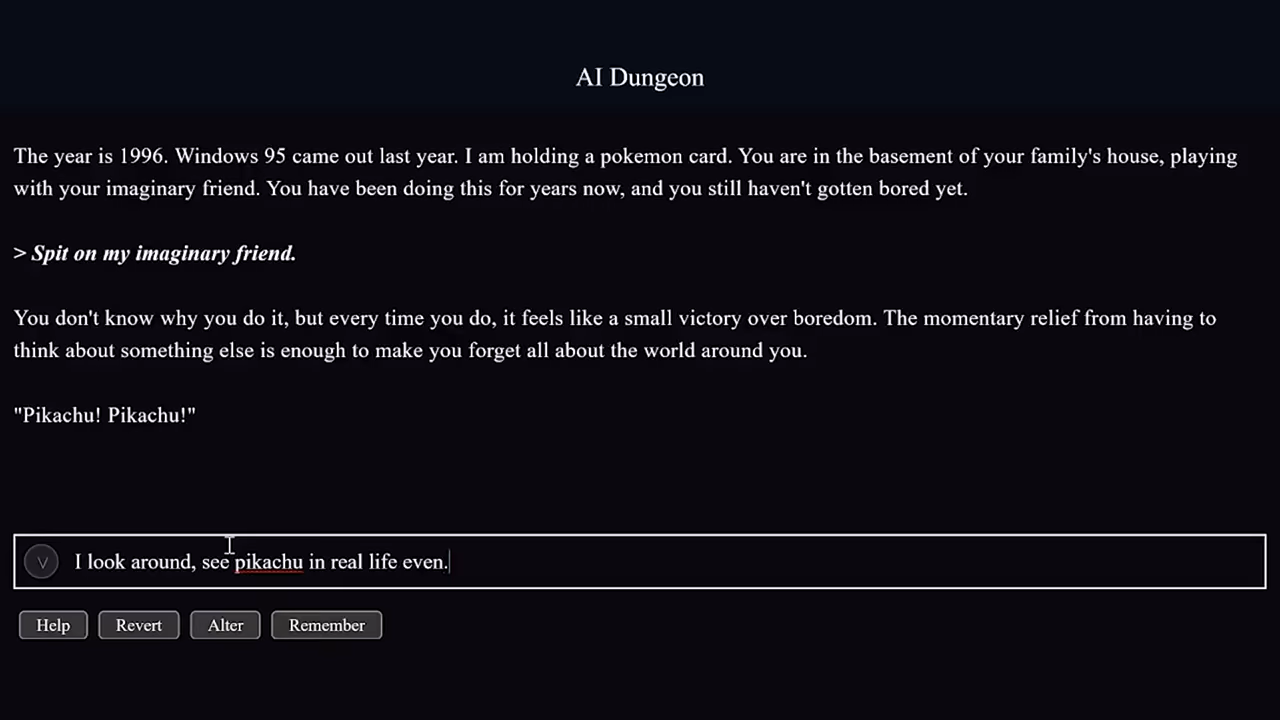 AI Dungeon
The year is 1996. Windows 95 came out last year. I am holding a pokemon card. You are in the basement of your family's house, playing
with your imaginary friend. You have been doing this for years now, and you still haven't gotten bored yet.
> Spit on my imaginary friend.
You don't know why you do it, but every time you do, it feels like a small victory over boredom. The momentary relief from having to
think about something else is enough to make you forget all about the world around you.
"Pikachu! Pikachu!"
V I look around, see pikachu in real life even.
Help Revert Alter Remember